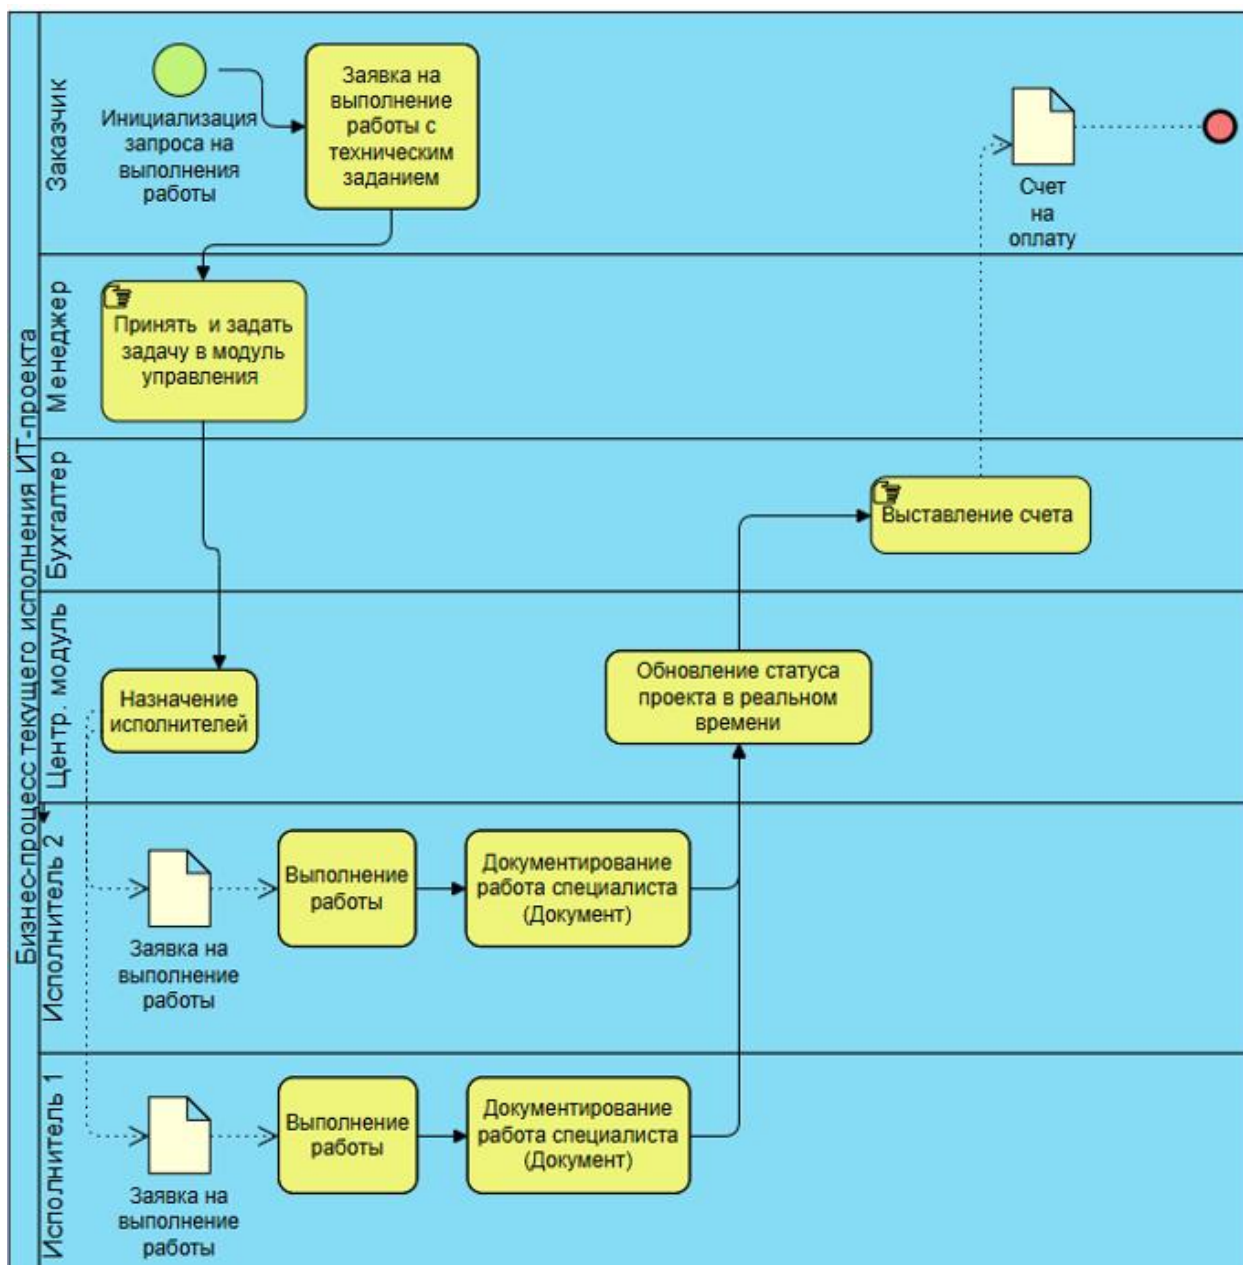 Бизнес-процесс текущего исполнения ИТ-проекта
Заказчик
Инициализация
запроса на
выполнения
работы
Заявка на
выполнение
работы с
техническим
заданием
Счет
на
оплату
Менеджер
Принять и задать
задачу в модуль
управления
Бухгалтер
Выставление счета
Центр. модуль
Назначение
исполнителей
Обновление статуса
проекта в реальном
времени
Исполнитель 2
Заявка на
выполнение
работы
Выполнение
работы
Документирование
работа специалиста
(Документ)
Исполнитель 1
Заявка на
выполнение
работы
Выполнение
работы
Документирование
работа специалиста
(Документ)